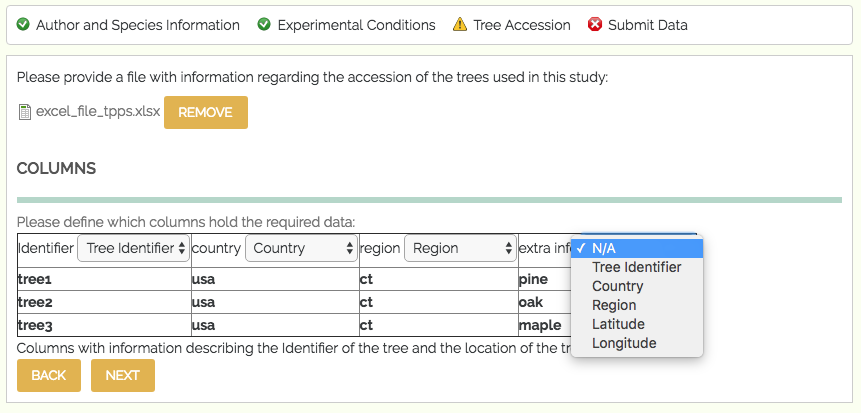 Author and Species Information Experimental Conditions Tree Accession Submit Data
Please provide a file with information regarding the accession of the trees used in this study:
excel_file_tpps.xlsx REMOVE
COLUMNS
Please define which columns hold the required data:
Identifier Tree Identifier country Country region Region extra
tree1 usa ct pine
tree2 usa ct oak
tree3 usa ct maple
N/A
Tree Identifier
Country
Region
Latitude
Longitude
Columns with information describing the Identifier of the tree and the location of the
BACK NEXT